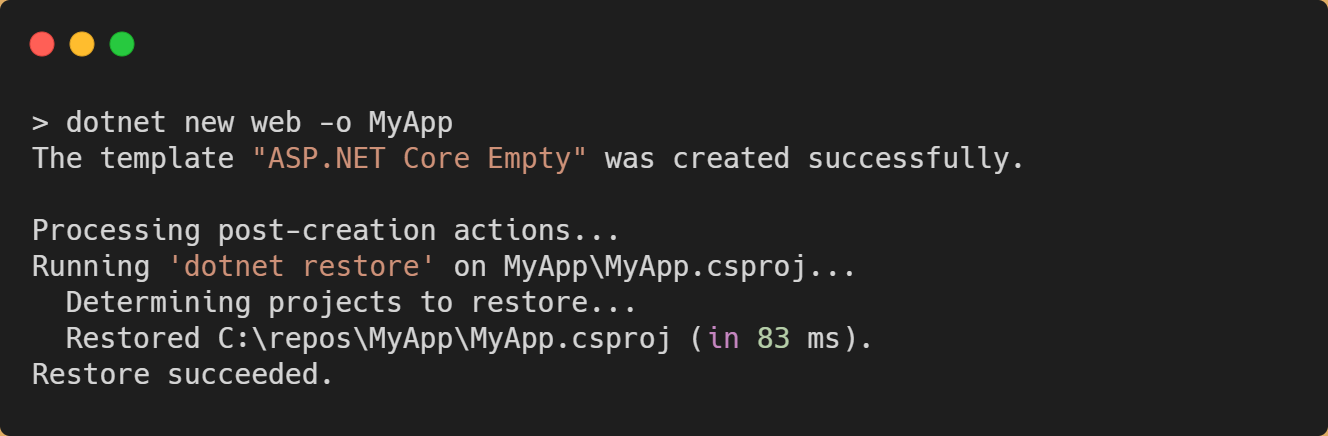 > dotnet new web -o MyApp
The template "ASP.NET Core Empty" was created successfully.
Processing post-creation actions...
Running 'dotnet restore' on MyApp\MyApp.csproj...
Determining projects to restore...
Restored C:\repos\MyApp\MyApp.csproj (in 83 ms).
Restore succeeded.